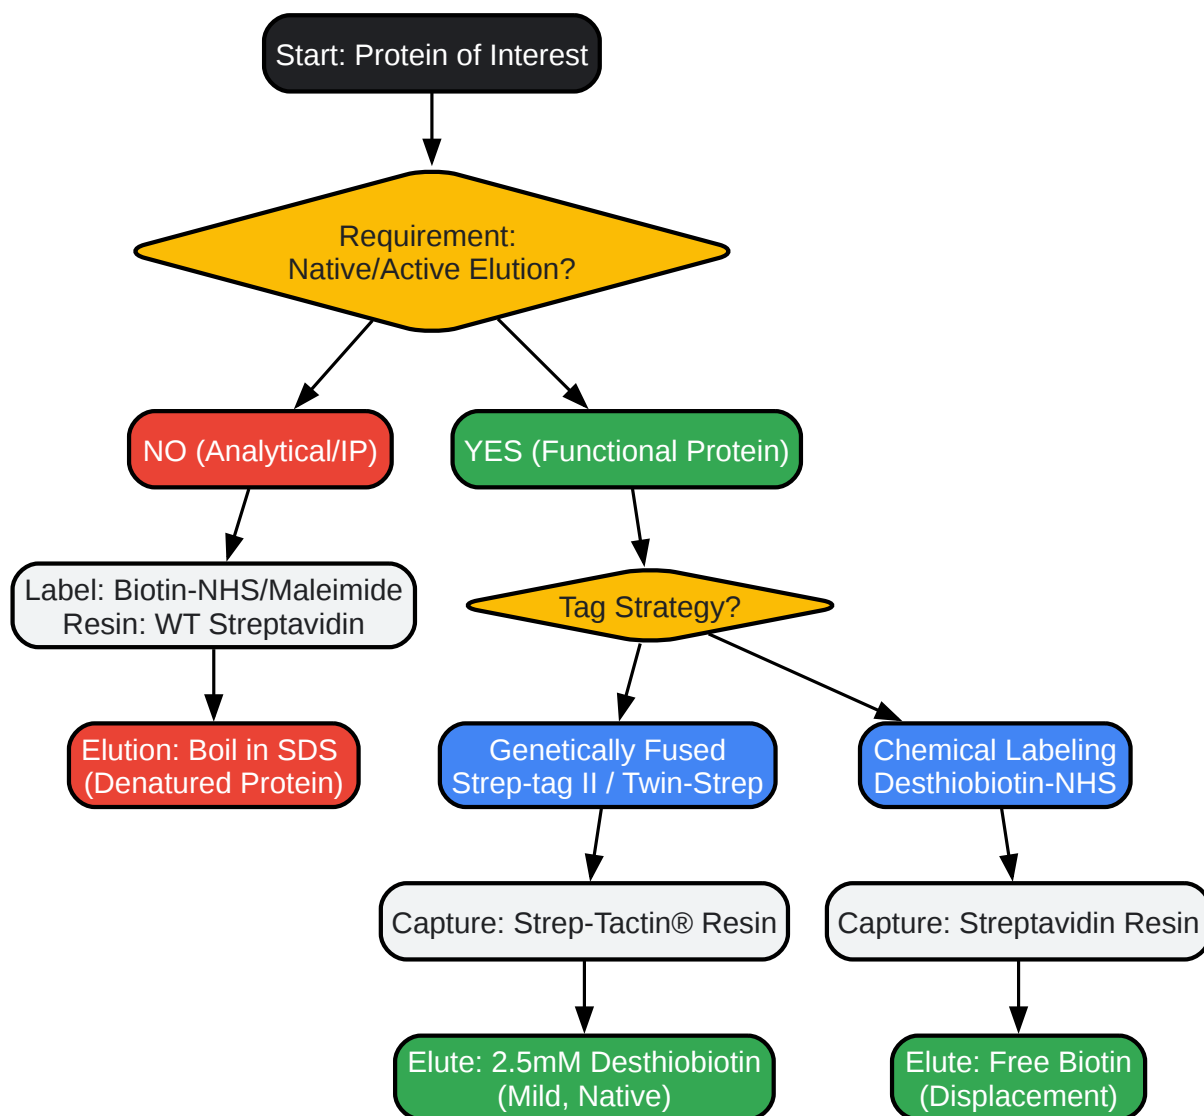 Start: Protein of Interest
Requirement:
Native/Active Elution?
NO (Analytical/IP)
YES (Functional Protein)
Label: Biotin-NHS/Maleimide
Resin: WT Streptavidin
Tag Strategy?
Elution: Boil in SDS
(Denatured Protein)
Genetically Fused
Strep-tag II / Twin-Strep
Chemical Labeling
Desthiobiotin-NHS
Capture: Strep-Tactin® Resin
Capture: Streptavidin Resin
Elute: 2.5mM Desthiobiotin
(Mild, Native)
Elute: Free Biotin
(Displacement)